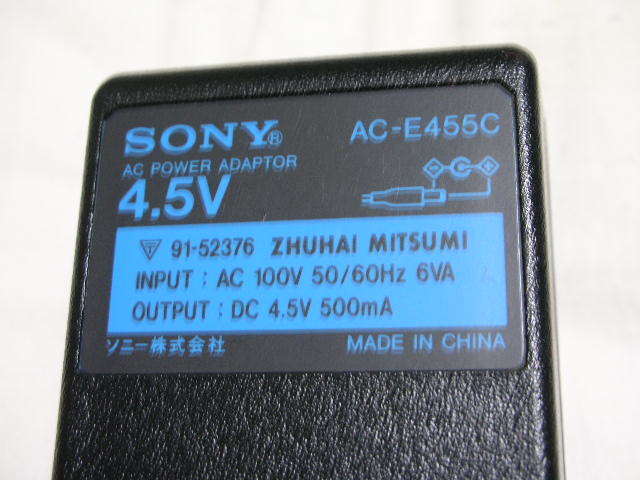 SONY® AC-E455C
AC POWER ADAPTOR
4.5V
91-52376 ZHUHAI MITSUMI
INPUT : AC 100V 50/60Hz 6VA
OUTPUT : DC 4.5V 500mA
ソニー株式会社 MADE IN CHINA